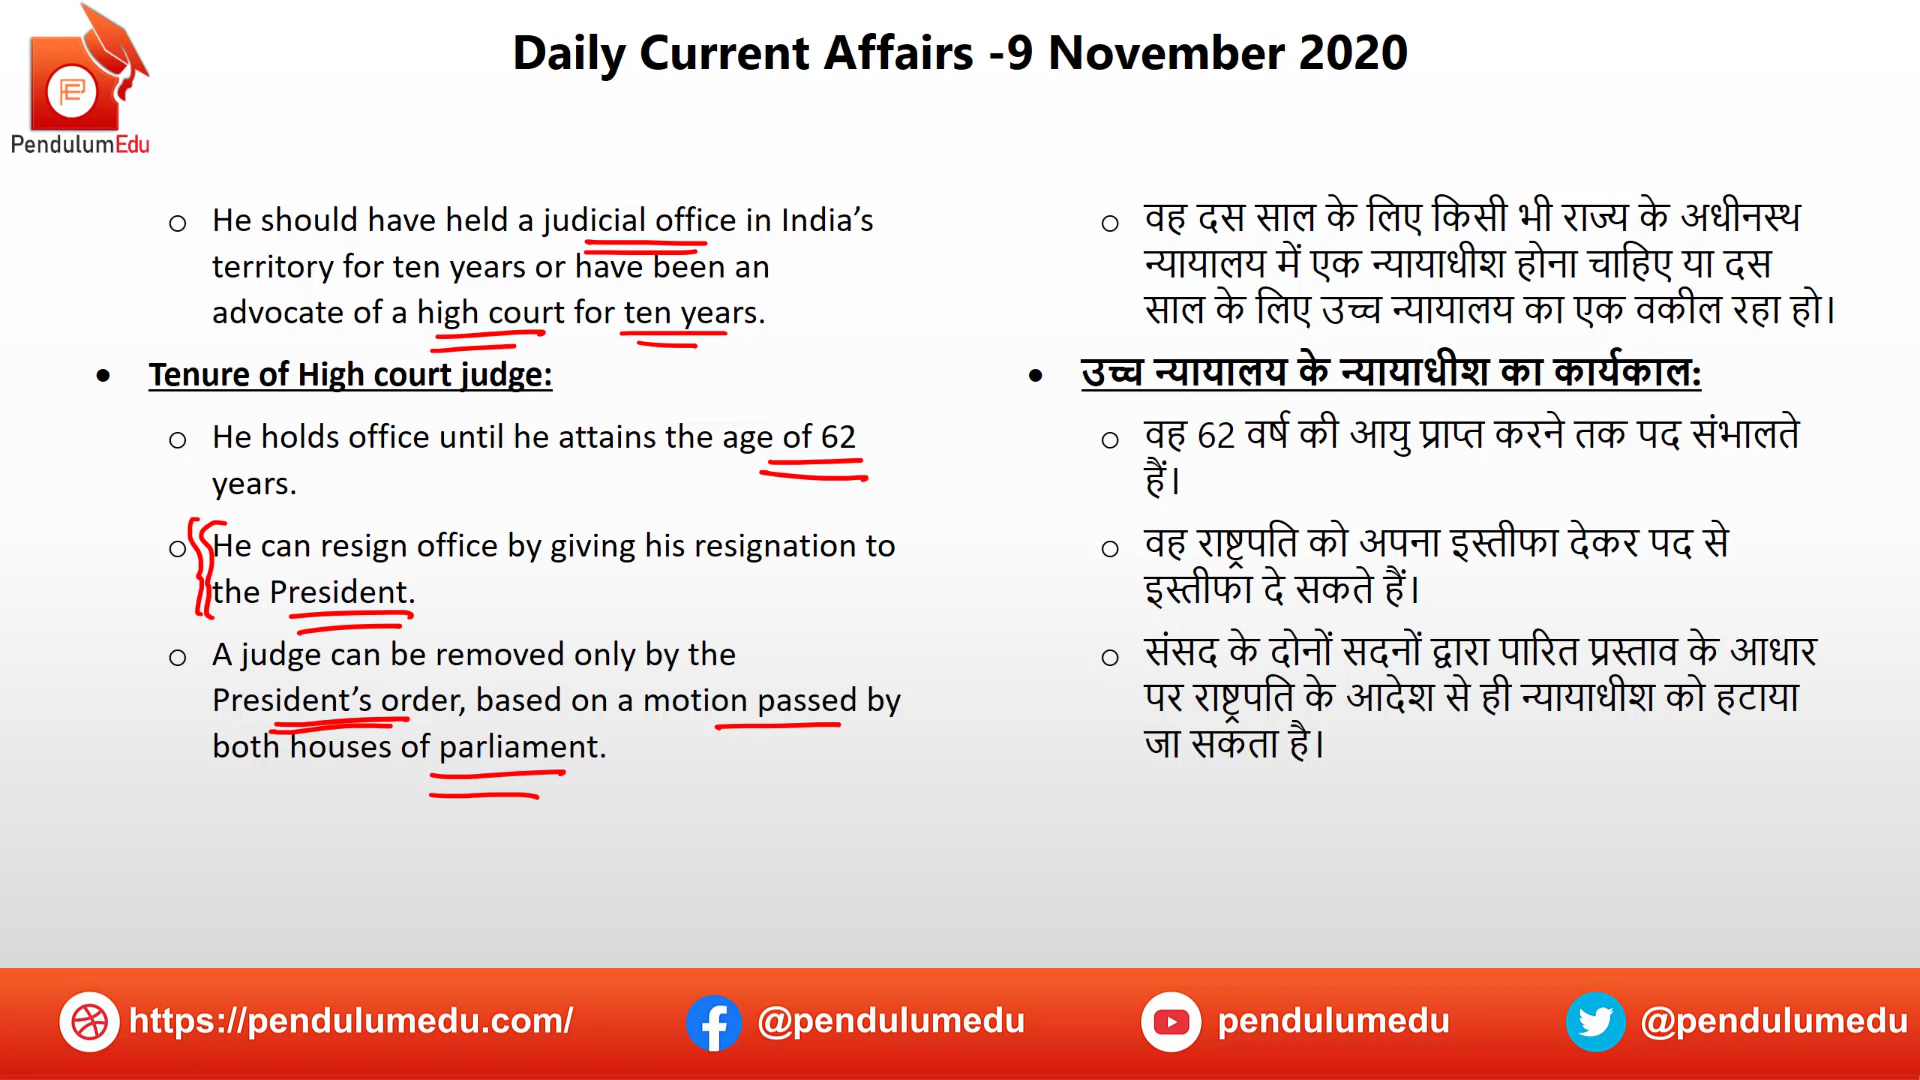 Daily Current Affairs -9 November 2020
PendulumEdu
○ He should have held a judicial office in India’s
territory for ten years or have been an
advocate of a high court for ten years.
• Tenure of High court judge:
○ He holds office until he attains the age of 62
years.
○ He can resign office by giving his resignation to
the President.
○ A judge can be removed only by the
President’s order, based on a motion passed by
both houses of parliament.
○ वह दस साल के लिए किसी भी राज्य के अधीनस्थ
न्यायालय में एक न्यायाधीश होना चाहिए या दस
साल के लिए उच्च न्यायालय का एक वकील रहा हो।
• उच्च न्यायालय के न्यायाधीश का कार्यकाल:
○ वह 62 वर्ष की आयु प्राप्त करने तक पद संभालते
हैं।
○ वह राष्ट्रपति को अपना इस्तीफा देकर पद से
इस्तीफा दे सकते हैं।
○ संसद के दोनों सदनों द्वारा पारित प्रस्ताव के आधार
पर राष्ट्रपति के आदेश से ही न्यायाधीश को हटाया
जा सकता है।
https://pendulumedu.com/
@pendulumedu
pendulumedu
@pendulumedu